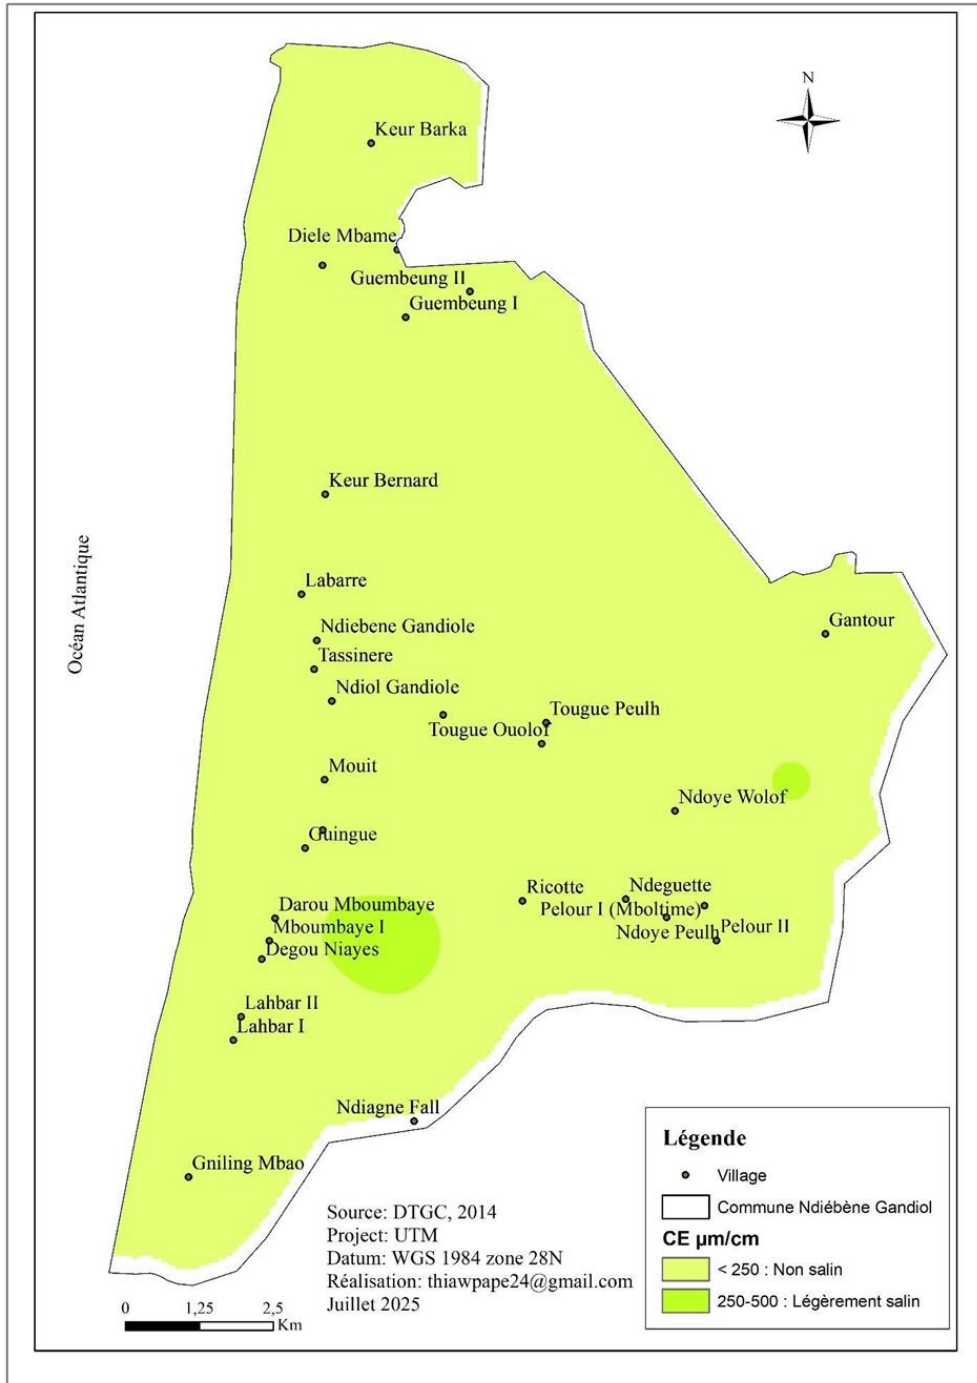 N
Keur Barka
Diele Mbame
Guembeung II
Guembeung I
Keur Bernard
Océan Atlantique
Labarre
Ndiebene Gandiole
Gantour
Tassinere
Ndiol Gandiole
Tougue Peulh
Tougue Ouolof
Mouit
Ndoye Wolof
Guingue
Ricotte
Ndeguette
Darou Mboumbaye
Pelour I (Mboltime)
Mboumbaye I
Ndoye Peulh
Pelour II
Degou Niayes
Lahbar II
Lahbar I
Ndiagne Fall
Gniling Mbao
Source: DTGC, 2014
Project: UTM
Datum: WGS 1984 zone 28N
Réalisation: thiawpape24@gmail.com
Juillet 2025
0 1,25 2,5
Km
Légende
Village
Commune Ndiébène Gandiol
CE µm/cm
< 250 : Non salin
250-500 : Légèrement salin